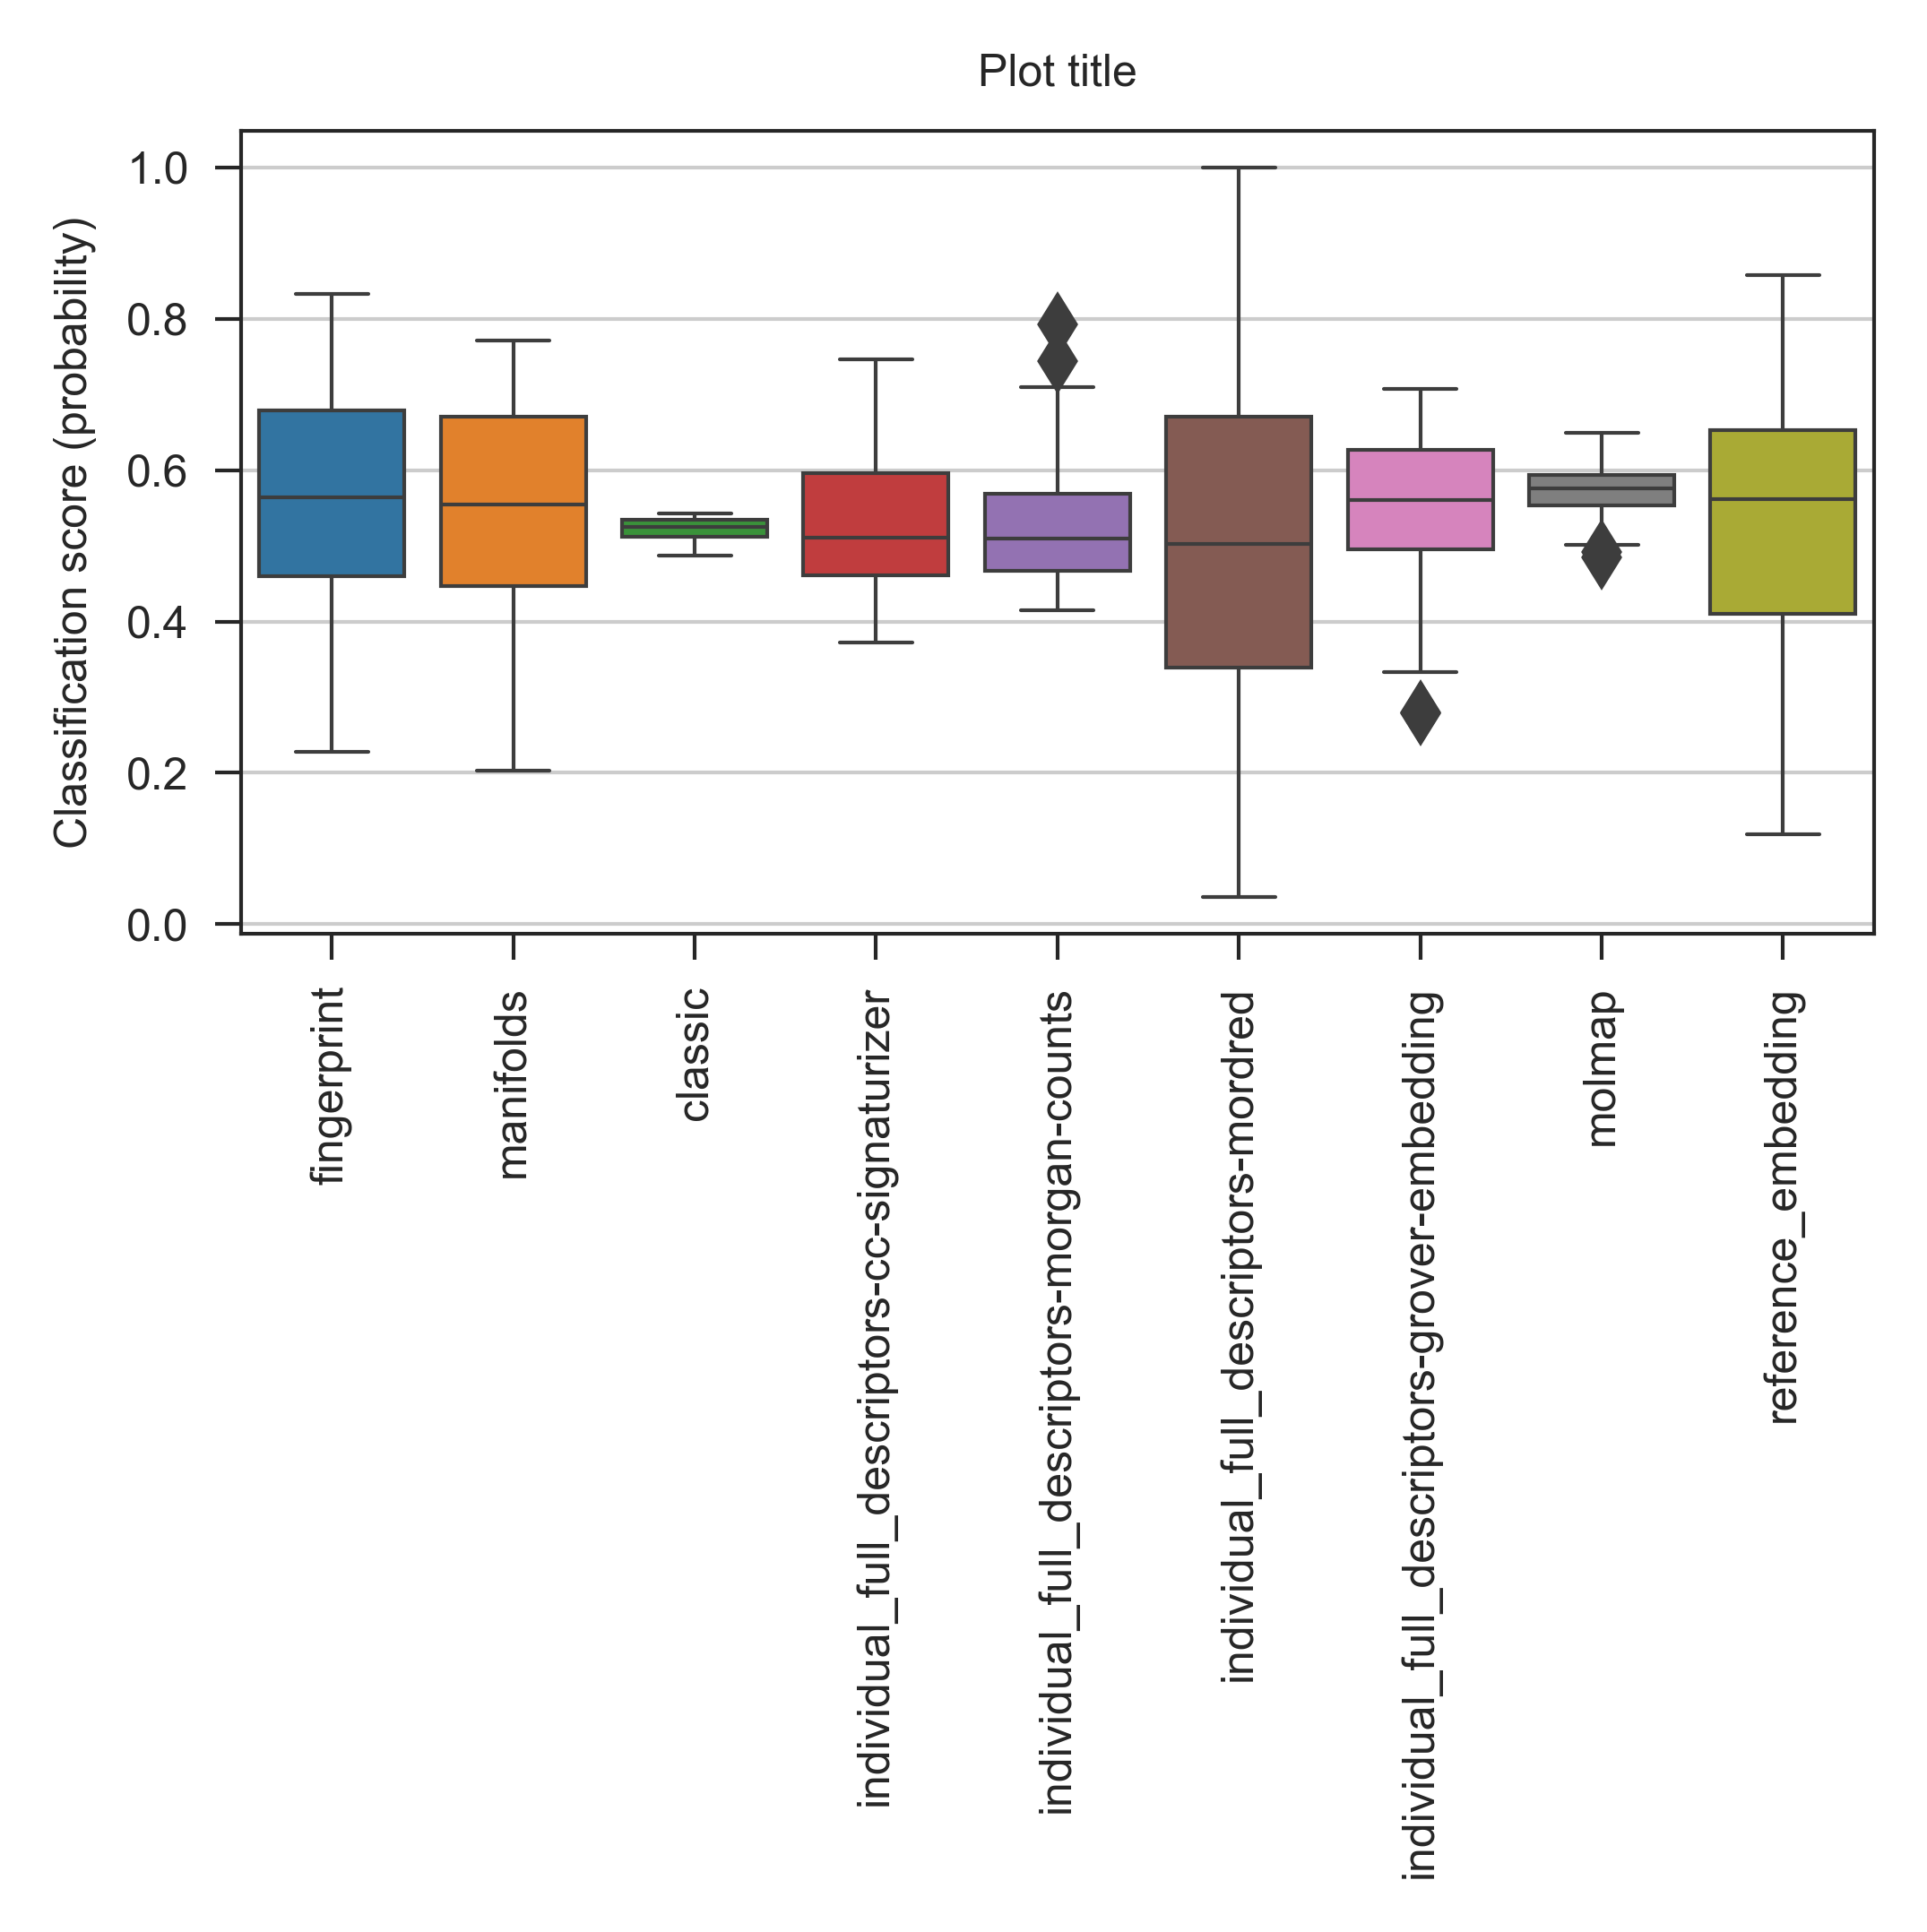 Plot title
Classification score (probability)
1.0
0.8
0.6
0.4
0.2
0.0
fingerprint
manifolds
classic
individual_full_descriptors-cc-signaturizer
individual_full_descriptors-morgan-counts
individual_full_descriptors-mordred
individual_full_descriptors-grover-embedding
molmap
reference_embedding